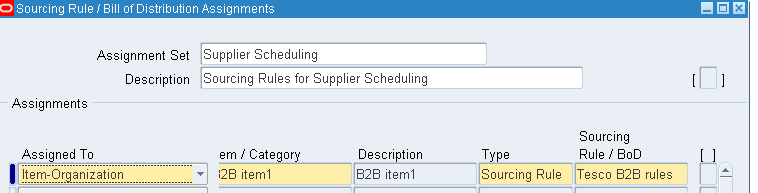 Sourcing Rule / Bill of Distribution Assignments
Assignment Set Supplier Scheduling
Description Sourcing Rules for Supplier Scheduling [ ]
Assignments
Sourcing
Assigned To em / Category Description Type Rule / BoD [ ]
Item-Organization 2B item1 B2B item1 Sourcing Rule Tesco B2B rules